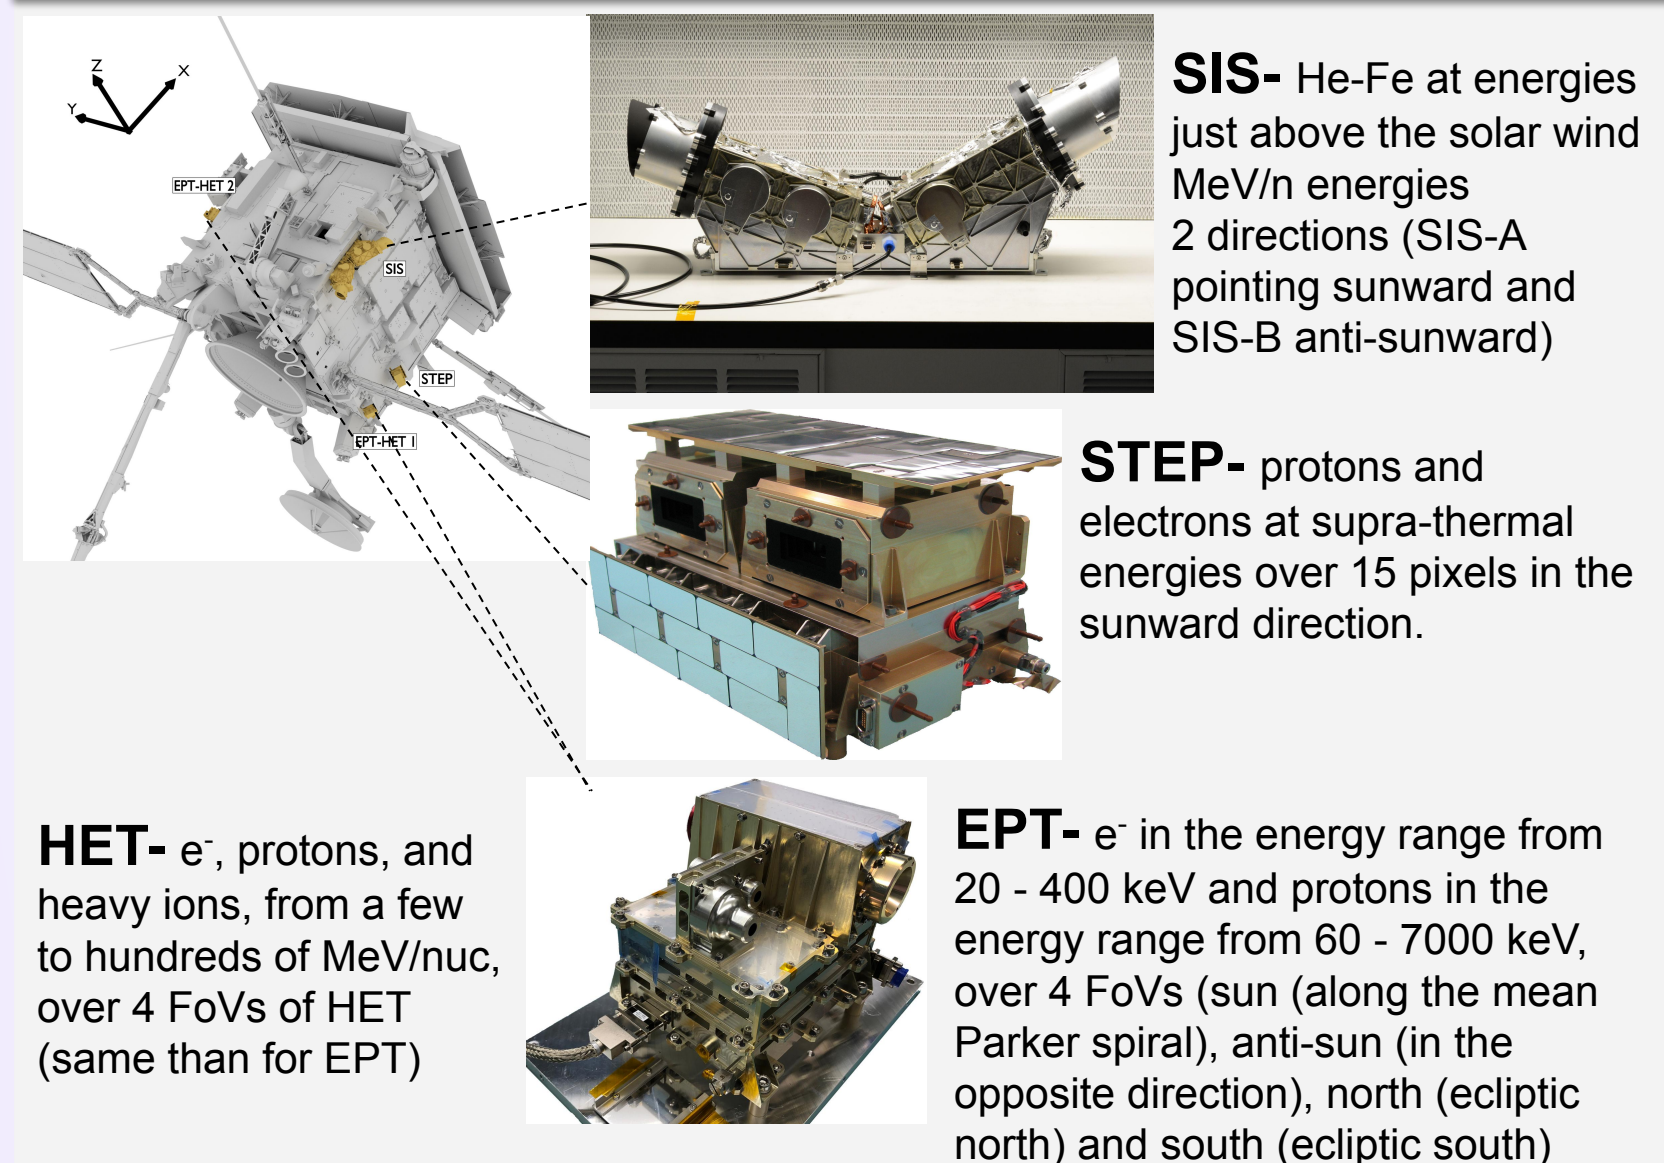 Z
X
Y
EPT-HET 2
SIS
STEP
EPT-HET 1
SIS- He-Fe at energies
just above the solar wind
MeV/n energies
2 directions (SIS-A
pointing sunward and
SIS-B anti-sunward)
STEP- protons and
electrons at supra-thermal
energies over 15 pixels in the
sunward direction.
HET- e⁻, protons, and
heavy ions, from a few
to hundreds of MeV/nuc,
over 4 FoVs of HET
(same than for EPT)
EPT- e⁻ in the energy range from
20 - 400 keV and protons in the
energy range from 60 - 7000 keV,
over 4 FoVs (sun (along the mean
Parker spiral), anti-sun (in the
opposite direction), north (ecliptic
north) and south (ecliptic south)